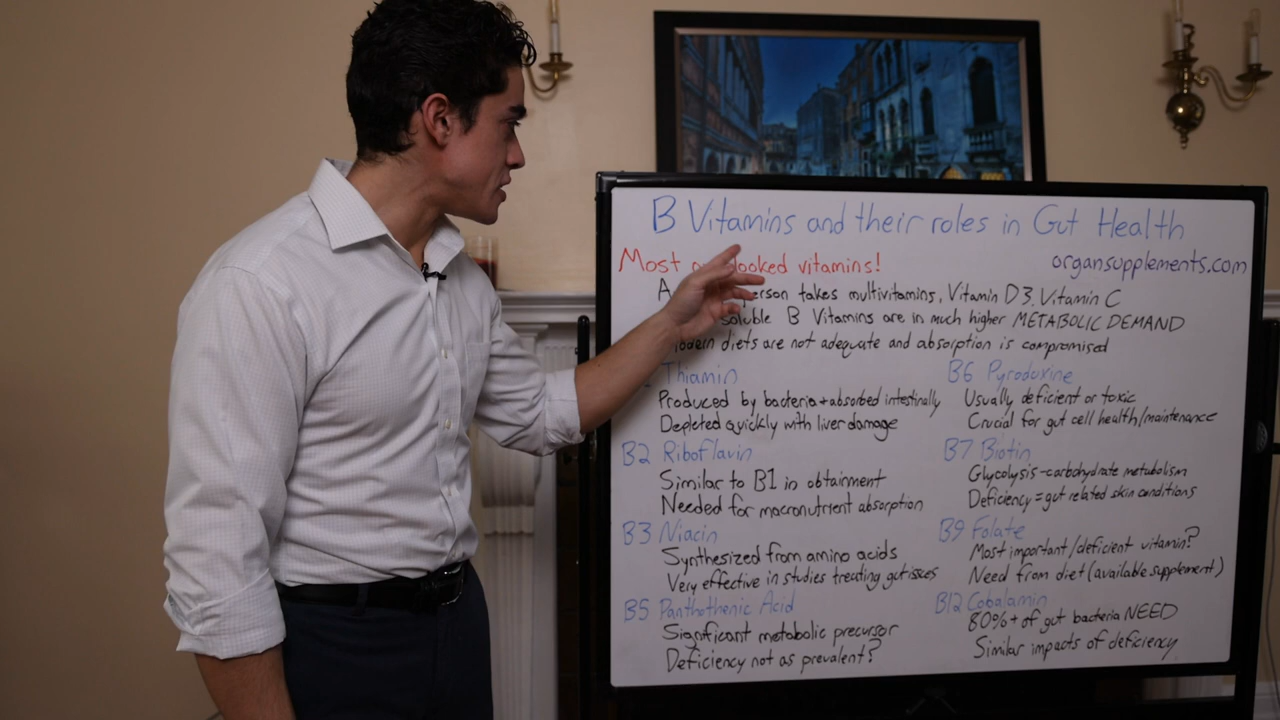 B Vitamins and their roles in Gut Health
Most looked vitamins!
organsupplements.com
A person takes multivitamins, Vitamin D3, Vitamin C
soluble B Vitamins are in much higher METABOLIC DEMAND
diets are not adequate and absorption is compromised
Thiamin
Produced by bacteria + absorbed intestinally
Depleted quickly with liver damage
B2 Riboflavin
Similar to B1 in obtainment
Needed for macronutrient absorption
B3 Niacin
Synthesized from amino acids
Very effective in studies treating gut issues
B5 Panthothenic Acid
Significant metabolic precursor
Deficiency not as prevalent?
B6 Pyrodoxine
Usually deficient or toxic
Crucial for gut cell health/maintenance
B7 Biotin
Glycolysis - carbohydrate metabolism
Deficiency = gut related skin conditions
B9 Folate
Most important/deficient vitamin?
Need from diet (available supplement)
B12 Cobalamin
80%+ of gut bacteria NEED
Similar impacts of deficiency